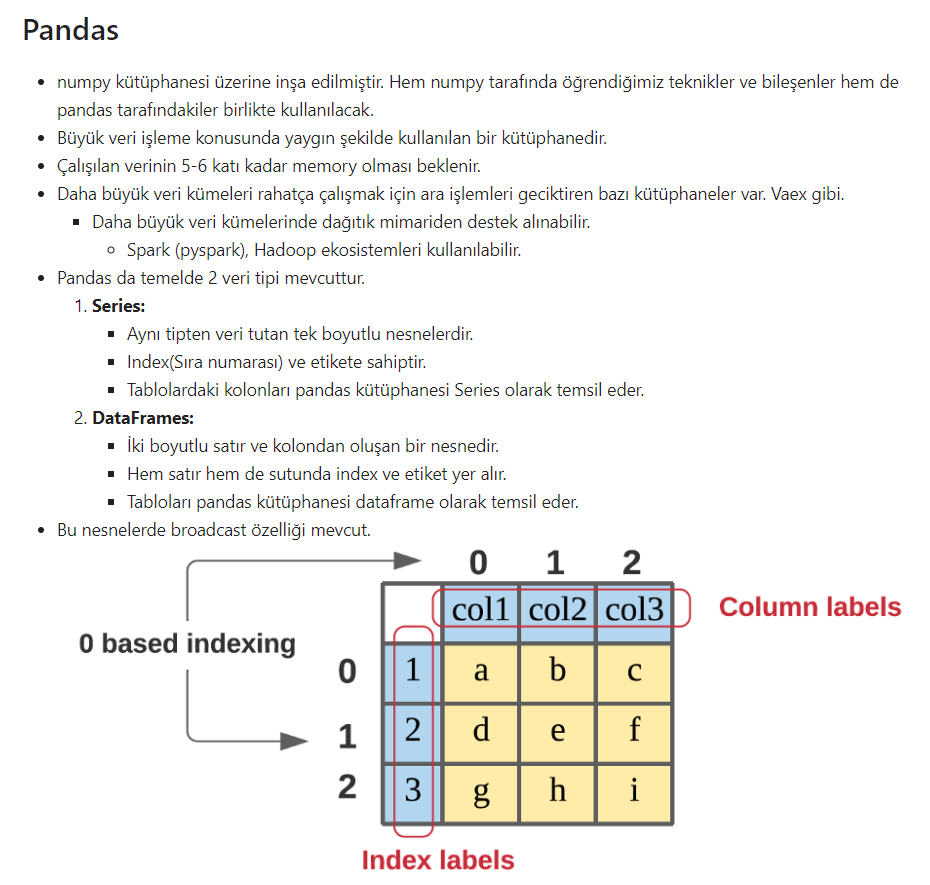 Pandas
numpy kütüphanesi üzerine inşa edilmiştir. Hem numpy tarafında öğrendiğimiz teknikler ve bileşenler hem de
pandas tarafındakiler birlikte kullanılacak.
Büyük veri işleme konusunda yaygın şekilde kullanılan bir kütüphanedir.
Çalışılan verinin 5-6 katı kadar memory olması beklenir.
Daha büyük veri kümeleri rahatça çalışmak için ara işlemleri geciktiren bazı kütüphaneler var. Vaex gibi.
Daha büyük veri kümelerinde dağıtık mimariden destek alınabilir.
Spark (pyspark), Hadoop ekosistemleri kullanılabilir.
Pandas da temelde 2 veri tipi mevcuttur.
1. Series:
Aynı tipten veri tutan tek boyutlu nesnelerdir.
Index(Sıra numarası) ve etikete sahiptir.
Tablolardaki kolonları pandas kütüphanesi Series olarak temsil eder.
2. DataFrames:
İki boyutlu satır ve kolondan oluşan bir nesnedir.
Hem satır hem de sutunda index ve etiket yer alır.
Tabloları pandas kütüphanesi dataframe olarak temsil eder.
Bu nesnelerde broadcast özelliği mevcut.
0 1 2
col1 col2 col3 Column labels
0 based indexing
0 1 a b c
1 2 d e f
2 3 g h i
Index labels